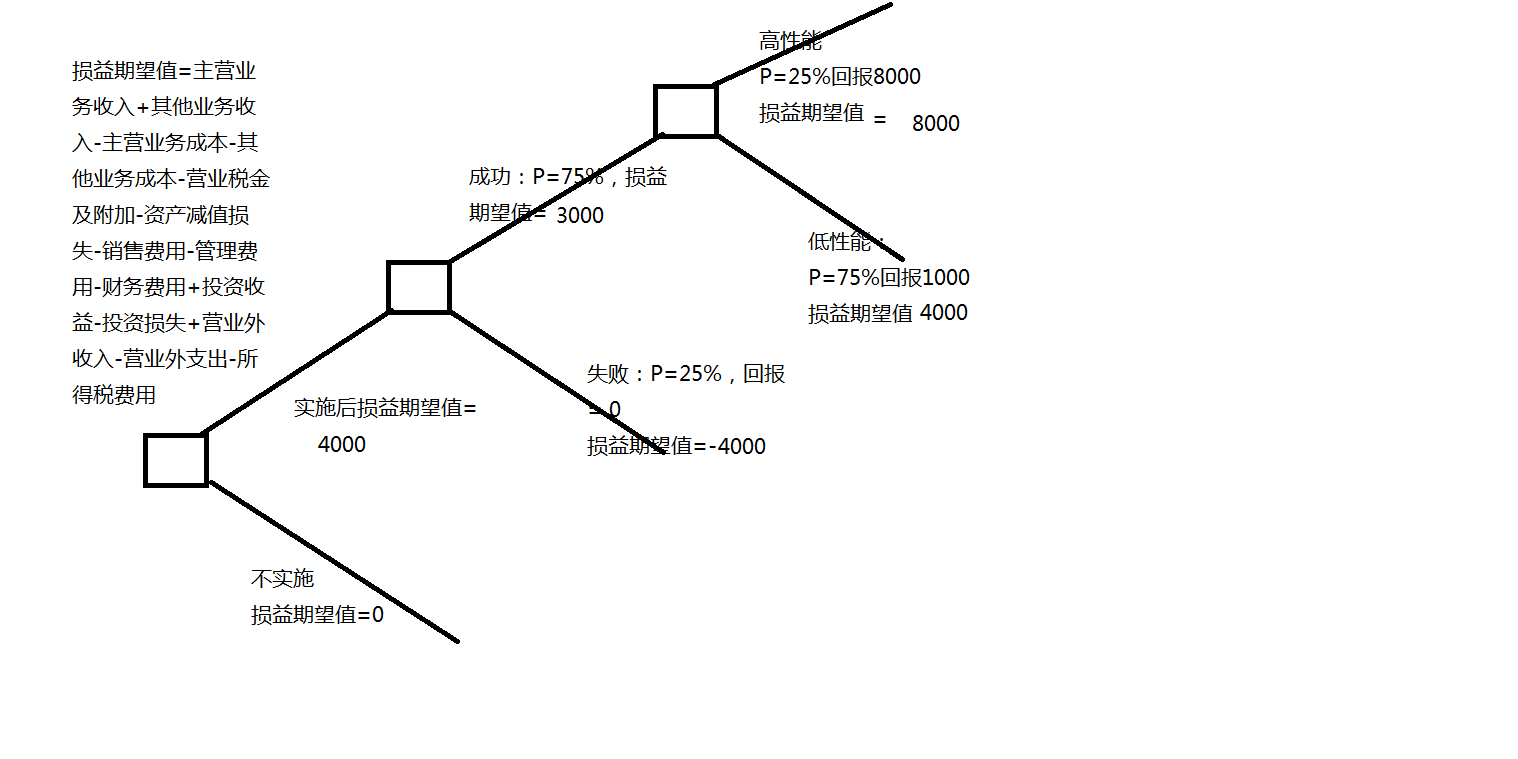 损益期望值=主营业
务收入+其他业务收
入-主营业务成本-其
他业务成本-营业税金
及附加-资产减值损
失-销售费用-管理费
用-财务费用+投资收
益-投资损失+营业外
收入-营业外支出-所
得税费用
高性能
P=25%回报8000
损益期望值 = 8000
成功：P=75%，损益
期望值= 3000
低性能：
P=75%回报1000
损益期望值 4000
失败：P=25%，回报
=0
损益期望值=-4000
实施后损益期望值=
4000
不实施
损益期望值=0